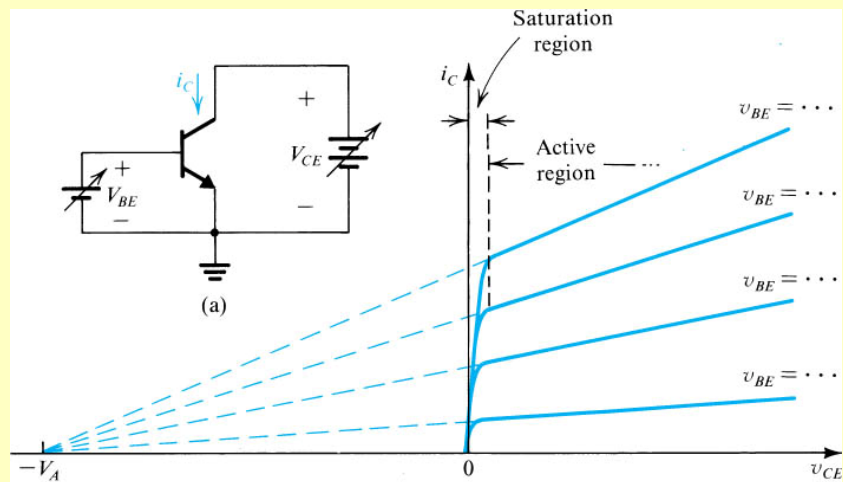 Saturation
region
i_C
i_C
v_BE = · · ·
+
V_CE
−
Active
region
· · ·
+
V_BE
−
v_BE = · · ·
(a)
v_BE = · · ·
v_BE = · · ·
−V_A
0
v_CE